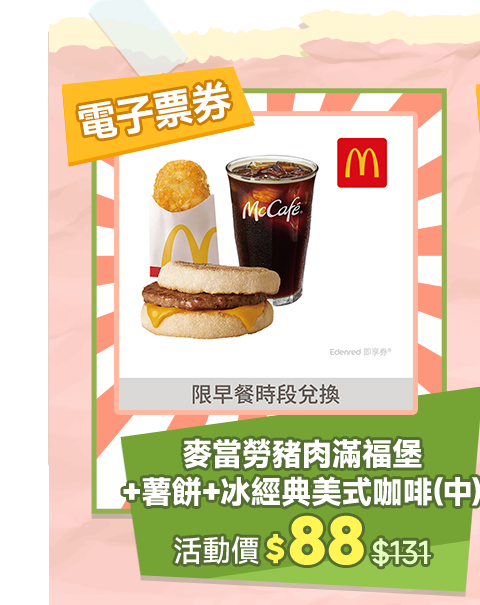 電子票券
McCafé®
Edenred 即享券®
限早餐時段兌換
麥當勞豬肉滿福堡
+薯餅+冰經典美式咖啡(中)
活動價$88 $131